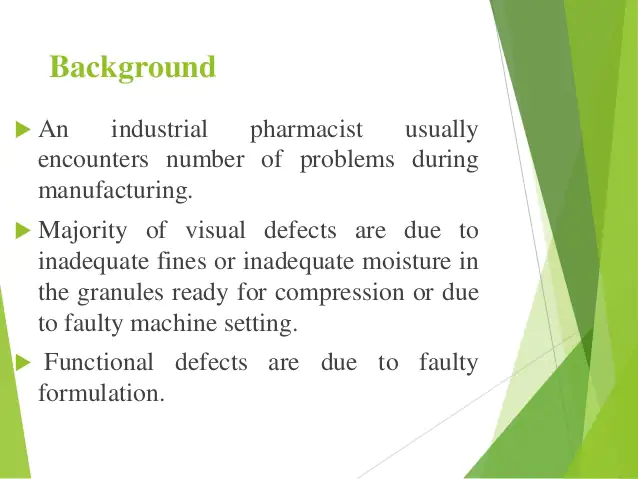 Background
An industrial pharmacist usually
encounters number of problems during
manufacturing.
Majority of visual defects are due to
inadequate fines or inadequate moisture in
the granules ready for compression or due
to faulty machine setting.
Functional defects are due to faulty
formulation.